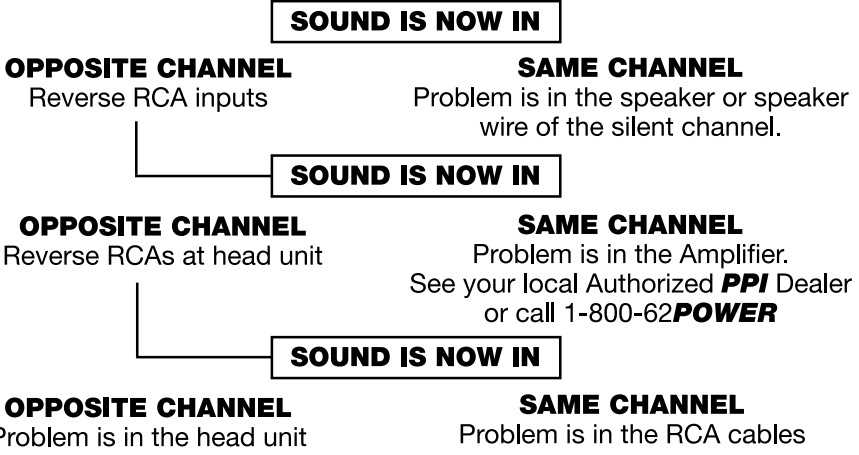 SOUND IS NOW IN
OPPOSITE CHANNEL
Reverse RCA inputs
SAME CHANNEL
Problem is in the speaker or speaker
wire of the silent channel.
SOUND IS NOW IN
OPPOSITE CHANNEL
Reverse RCAs at head unit
SAME CHANNEL
Problem is in the Amplifier.
See your local Authorized PPI Dealer
or call 1-800-62POWER
SOUND IS NOW IN
OPPOSITE CHANNEL
Problem is in the head unit
SAME CHANNEL
Problem is in the RCA cables